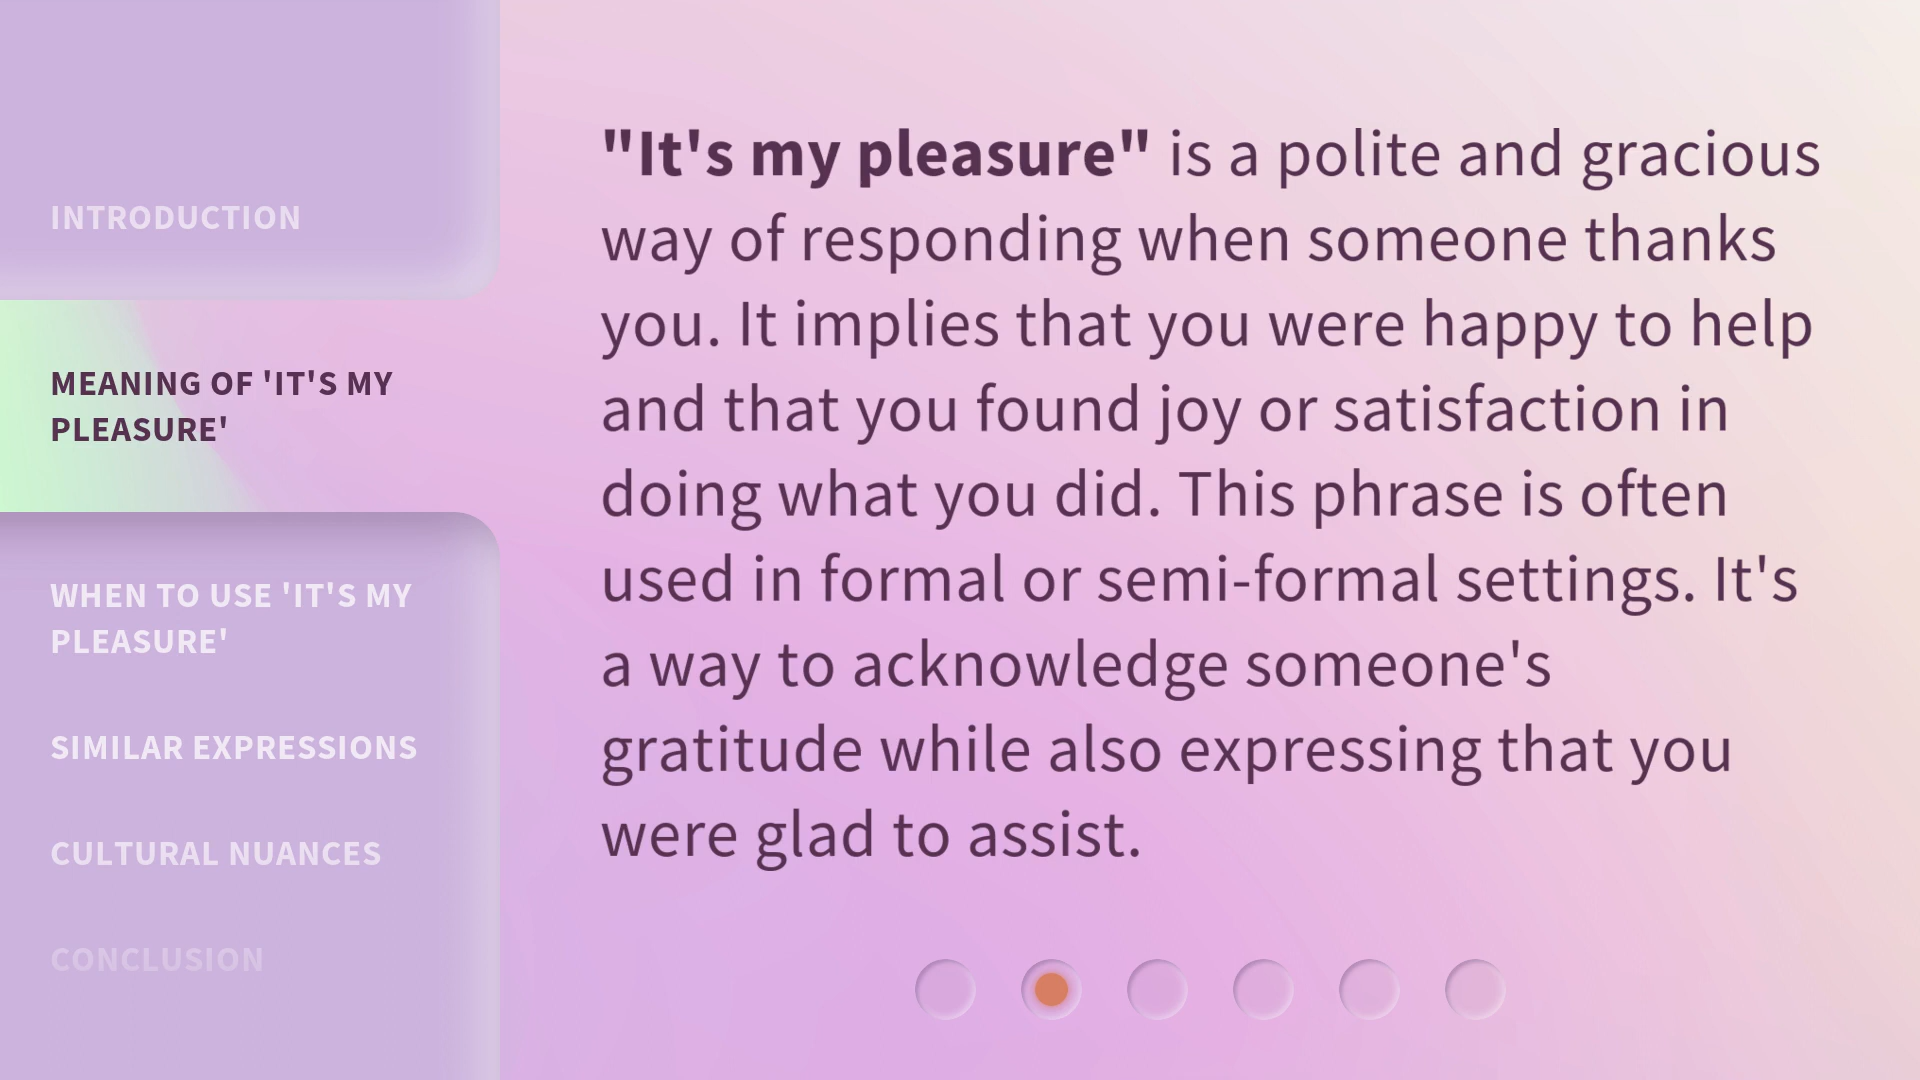 INTRODUCTION
MEANING OF 'IT'S MY
PLEASURE'
WHEN TO USE 'IT'S MY
PLEASURE'
SIMILAR EXPRESSIONS
CULTURAL NUANCES
CONCLUSION
"It's my pleasure" is a polite and gracious
way of responding when someone thanks
you. It implies that you were happy to help
and that you found joy or satisfaction in
doing what you did. This phrase is often
used in formal or semi-formal settings. It's
a way to acknowledge someone's
gratitude while also expressing that you
were glad to assist.